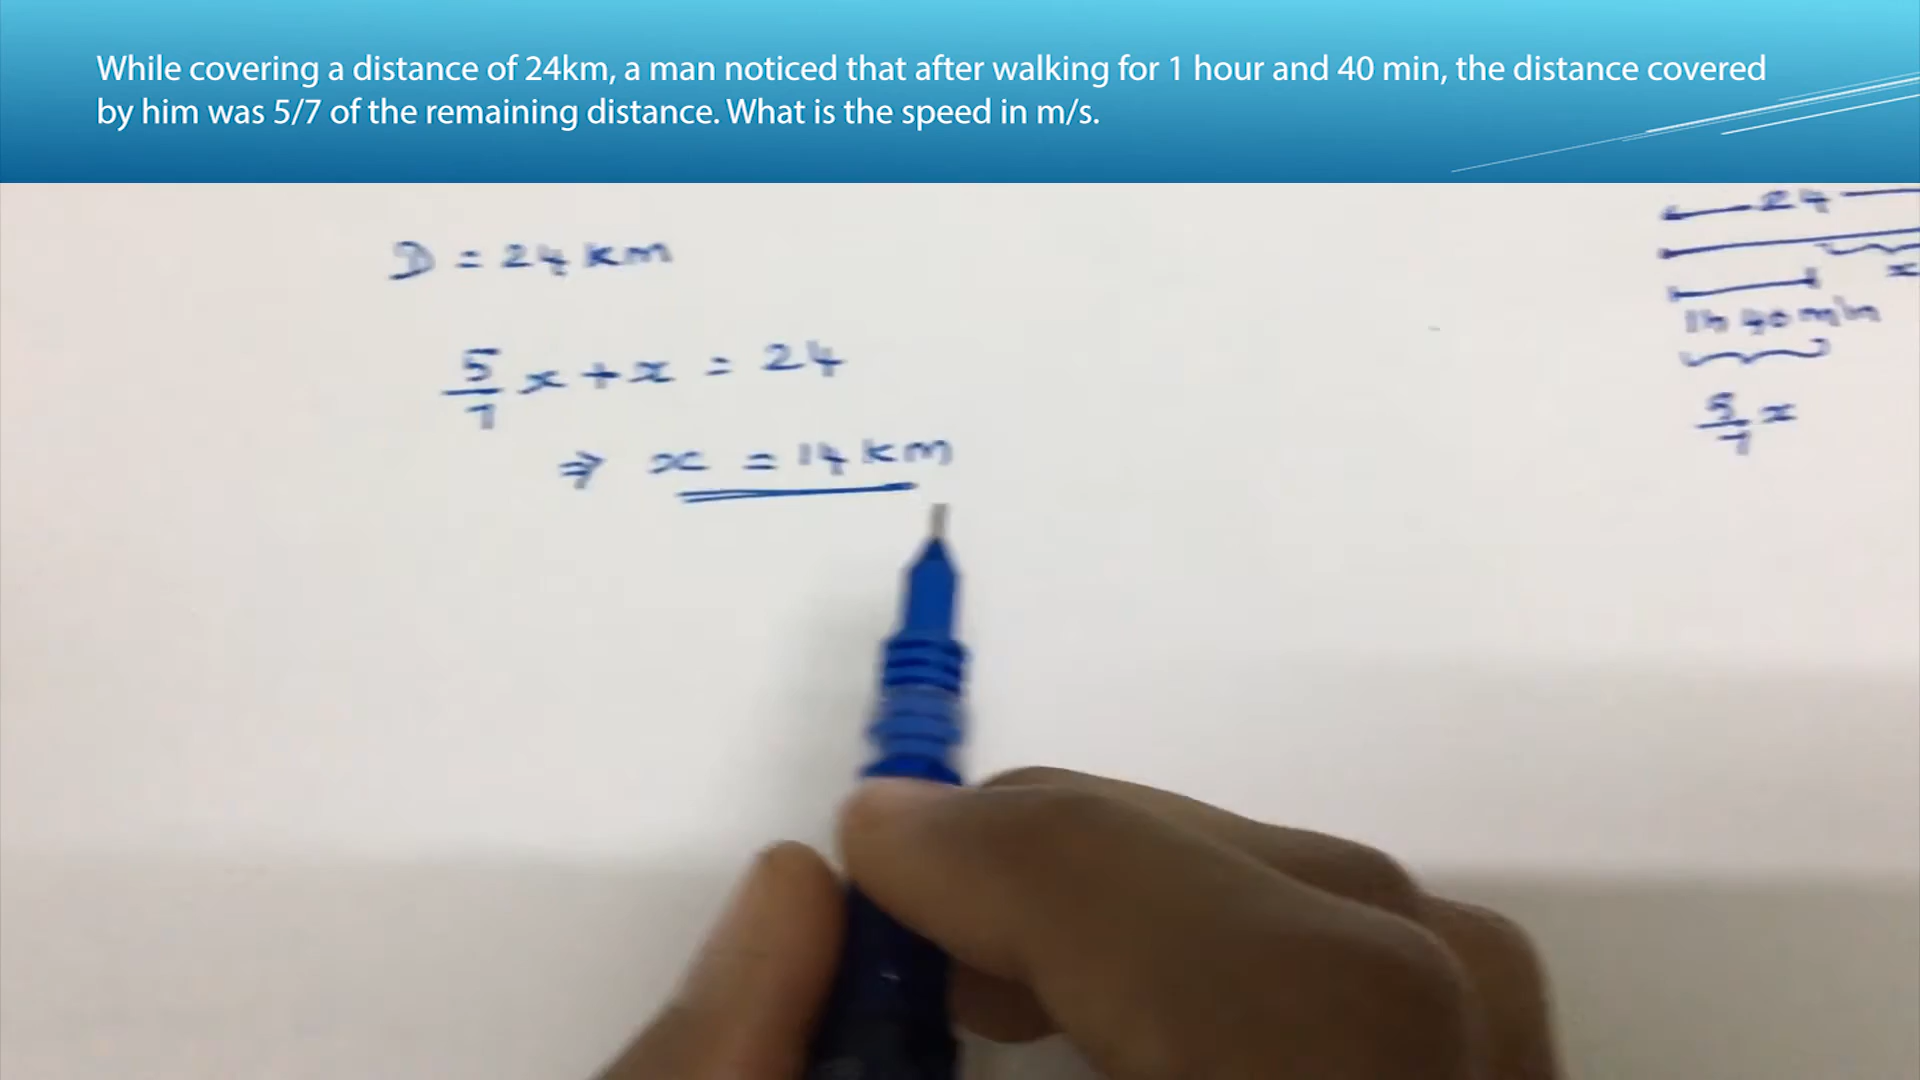 While covering a distance of 24km, a man noticed that after walking for 1 hour and 40 min, the distance covered
by him was 5/7 of the remaining distance. What is the speed in m/s.
D = 24 km
5/7 x + x = 24
⇒ x = 14 km
24
x
1h 40 min
5/7 x